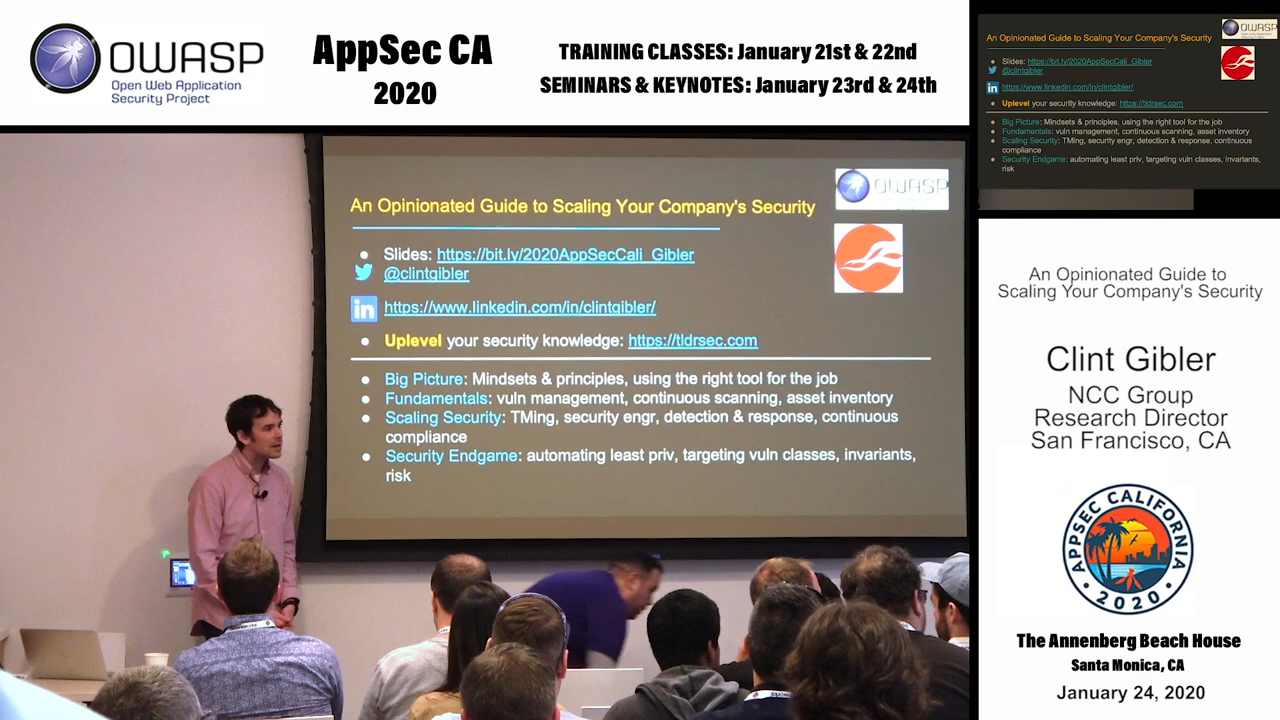 OWASP
Open Web Application
Security Project
AppSec CA
2020
TRAINING CLASSES: January 21st & 22nd
SEMINARS & KEYNOTES: January 23rd & 24th
An Opinionated Guide to Scaling Your Company's Security
OWASP
Slides: https://bit.ly/2020AppSecCali_Gibler
@clintgibler
in https://www.linkedin.com/in/clintgibler/
Uplevel your security knowledge: https://tldrsec.com
Big Picture: Mindsets & principles, using the right tool for the job
Fundamentals: vuln management, continuous scanning, asset inventory
Scaling Security: TMing, security engr, detection & response, continuous
compliance
Security Endgame: automating least priv, targeting vuln classes, invariants,
risk
An Opinionated Guide to Scaling Your Company's Security
OWASP
Slides: https://bit.ly/2020AppSecCali_Gibler
@clintgibler
in https://www.linkedin.com/in/clintgibler/
Uplevel your security knowledge: https://tldrsec.com
Big Picture: Mindsets & principles, using the right tool for the job
Fundamentals: vuln management, continuous scanning, asset inventory
Scaling Security: TMing, security engr, detection & response, continuous
compliance
Security Endgame: automating least priv, targeting vuln classes, invariants,
risk
An Opinionated Guide to
Scaling Your Company's Security
Clint Gibler
NCC Group
Research Director
San Francisco, CA
APPSEC CALIFORNIA
• 2020 •
The Annenberg Beach House
Santa Monica, CA
January 24, 2020